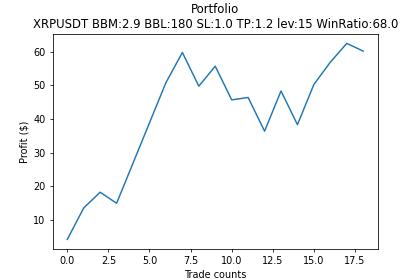 Portfolio
XRPUSDT BBM:2.9 BBL:180 SL:1.0 TP:1.2 lev:15 WinRatio:68.0
60
50
40
30
20
10
Profit ($)
0.0 2.5 5.0 7.5 10.0 12.5 15.0 17.5
Trade counts